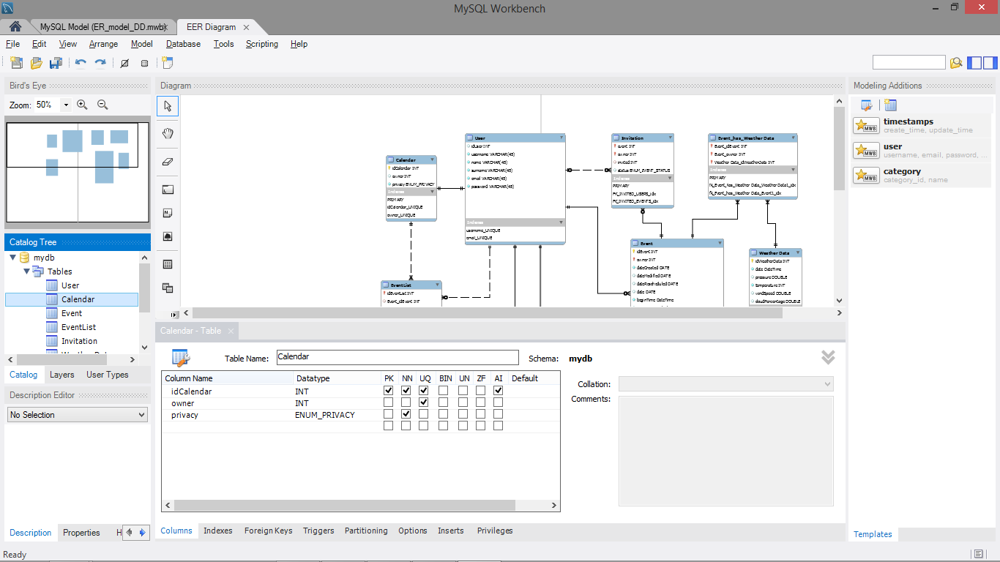 MySQL Workbench
MySQL Model (ER_model_DD.mwb)
EER Diagram
File Edit View Arrange Model Database Tools Scripting Help
Bird's Eye
Zoom: 50%
Catalog Tree
mydb
Tables
User
Calendar
Event
EventList
Invitation
Catalog Layers User Types
Description Editor
No Selection
Description Properties H
Ready
Diagram
Calendar
idCalendar INT
owner INT
privacy ENUM_PRIVACY
Indexes
PRIMARY
idCalendar_UNIQUE
owner_UNIQUE
User
idUser INT
username VARCHAR(45)
name VARCHAR(45)
surname VARCHAR(45)
email VARCHAR(45)
password VARCHAR(45)
Indexes
username_UNIQUE
email_UNIQUE
Invitation
event INT
owner INT
invited INT
status ENUM_EVENT_STATUS
Indexes
PRIMARY
FK_INVITED_USERS_idx
FK_INVITED_EVENTS_idx
Event_has_Weather Data
Event_idEvent INT
Event_owner INT
Weather Data_idWeatherData INT
Indexes
PRIMARY
fk_Event_has_Weather Data_Weather Data1_idx
fk_Event_has_Weather Data_Event1_idx
EventList
idEventList INT
Event_idEvent INT
Event
idEvent INT
owner INT
dateCreated DATE
dateModified DATE
dateRescheduled DATE
date DATE
beginTime DateTime
Weather Data
idWeatherData INT
date DateTime
pressure DOUBLE
temperature INT
windSpeed DOUBLE
cloudPercentage DOUBLE
Calendar - Table
Table Name: Calendar
Schema: mydb
Column Name Datatype PK NN UQ BIN UN ZF AI Default
idCalendar INT
owner INT
privacy ENUM_PRIVACY
Collation:
Comments:
Columns Indexes Foreign Keys Triggers Partitioning Options Inserts Privileges
Modeling Additions
MWB
timestamps
create_time, update_time
MWB
user
username, email, password, ...
MWB
category
category_id, name
Templates